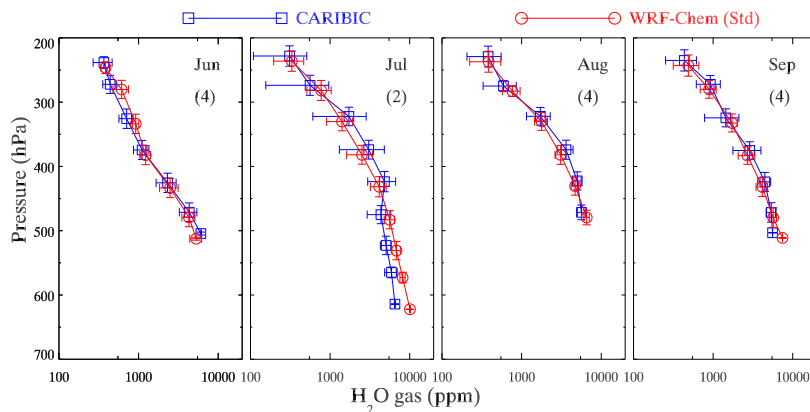 CARIBIC WRF-Chem (Std)
200
300
400
500
600
700
Pressure (hPa)
Jun
(4)
Jul
(2)
Aug
(4)
Sep
(4)
100 1000 10000 100 1000 10000 100 1000 10000 100 1000 10000
H₂O gas (ppm)